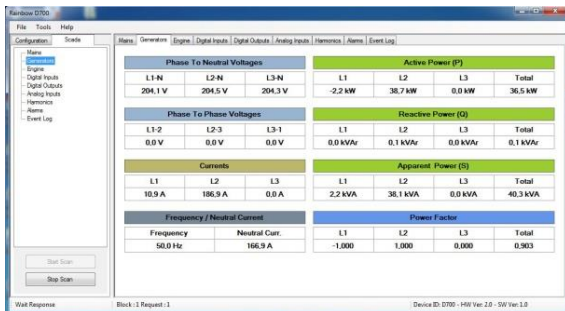 Rainbow D700
File Tools Help
Configuration Scada
Mains
Generators
Engine
Digital Inputs
Digital Outputs
Analog Inputs
Harmonics
Alarms
Event Log
Start Scan
Stop Scan
Mains Generators Engine Digital Inputs Digital Outputs Analog Inputs Harmonics Alarms Event Log
Phase To Neutral Voltages
L1-N L2-N L3-N
204,1 V 204,5 V 204,3 V
Active Power (P)
L1 L2 L3 Total
-2,2 kW 38,7 kW 0,0 kW 36,5 kW
Phase To Phase Voltages
L1-2 L2-3 L3-1
0,0 V 0,0 V 0,0 V
Reactive Power (Q)
L1 L2 L3 Total
0,0 kVAr 0,1 kVAr 0,0 kVAr 0,1 kVAr
Currents
L1 L2 L3
10,9 A 186,9 A 0,0 A
Apparent Power (S)
L1 L2 L3 Total
2,2 kVA 38,1 kVA 0,0 kVA 40,3 kVA
Frequency / Neutral Current
Frequency Neutral Curr.
50,0 Hz 166,9 A
Power Factor
L1 L2 L3 Total
-1,000 1,000 0,000 0,903
Wait Response Block : 1 Request : 1 Device ID: D700 - HW Ver: 2.0 - SW Ver: 1.0